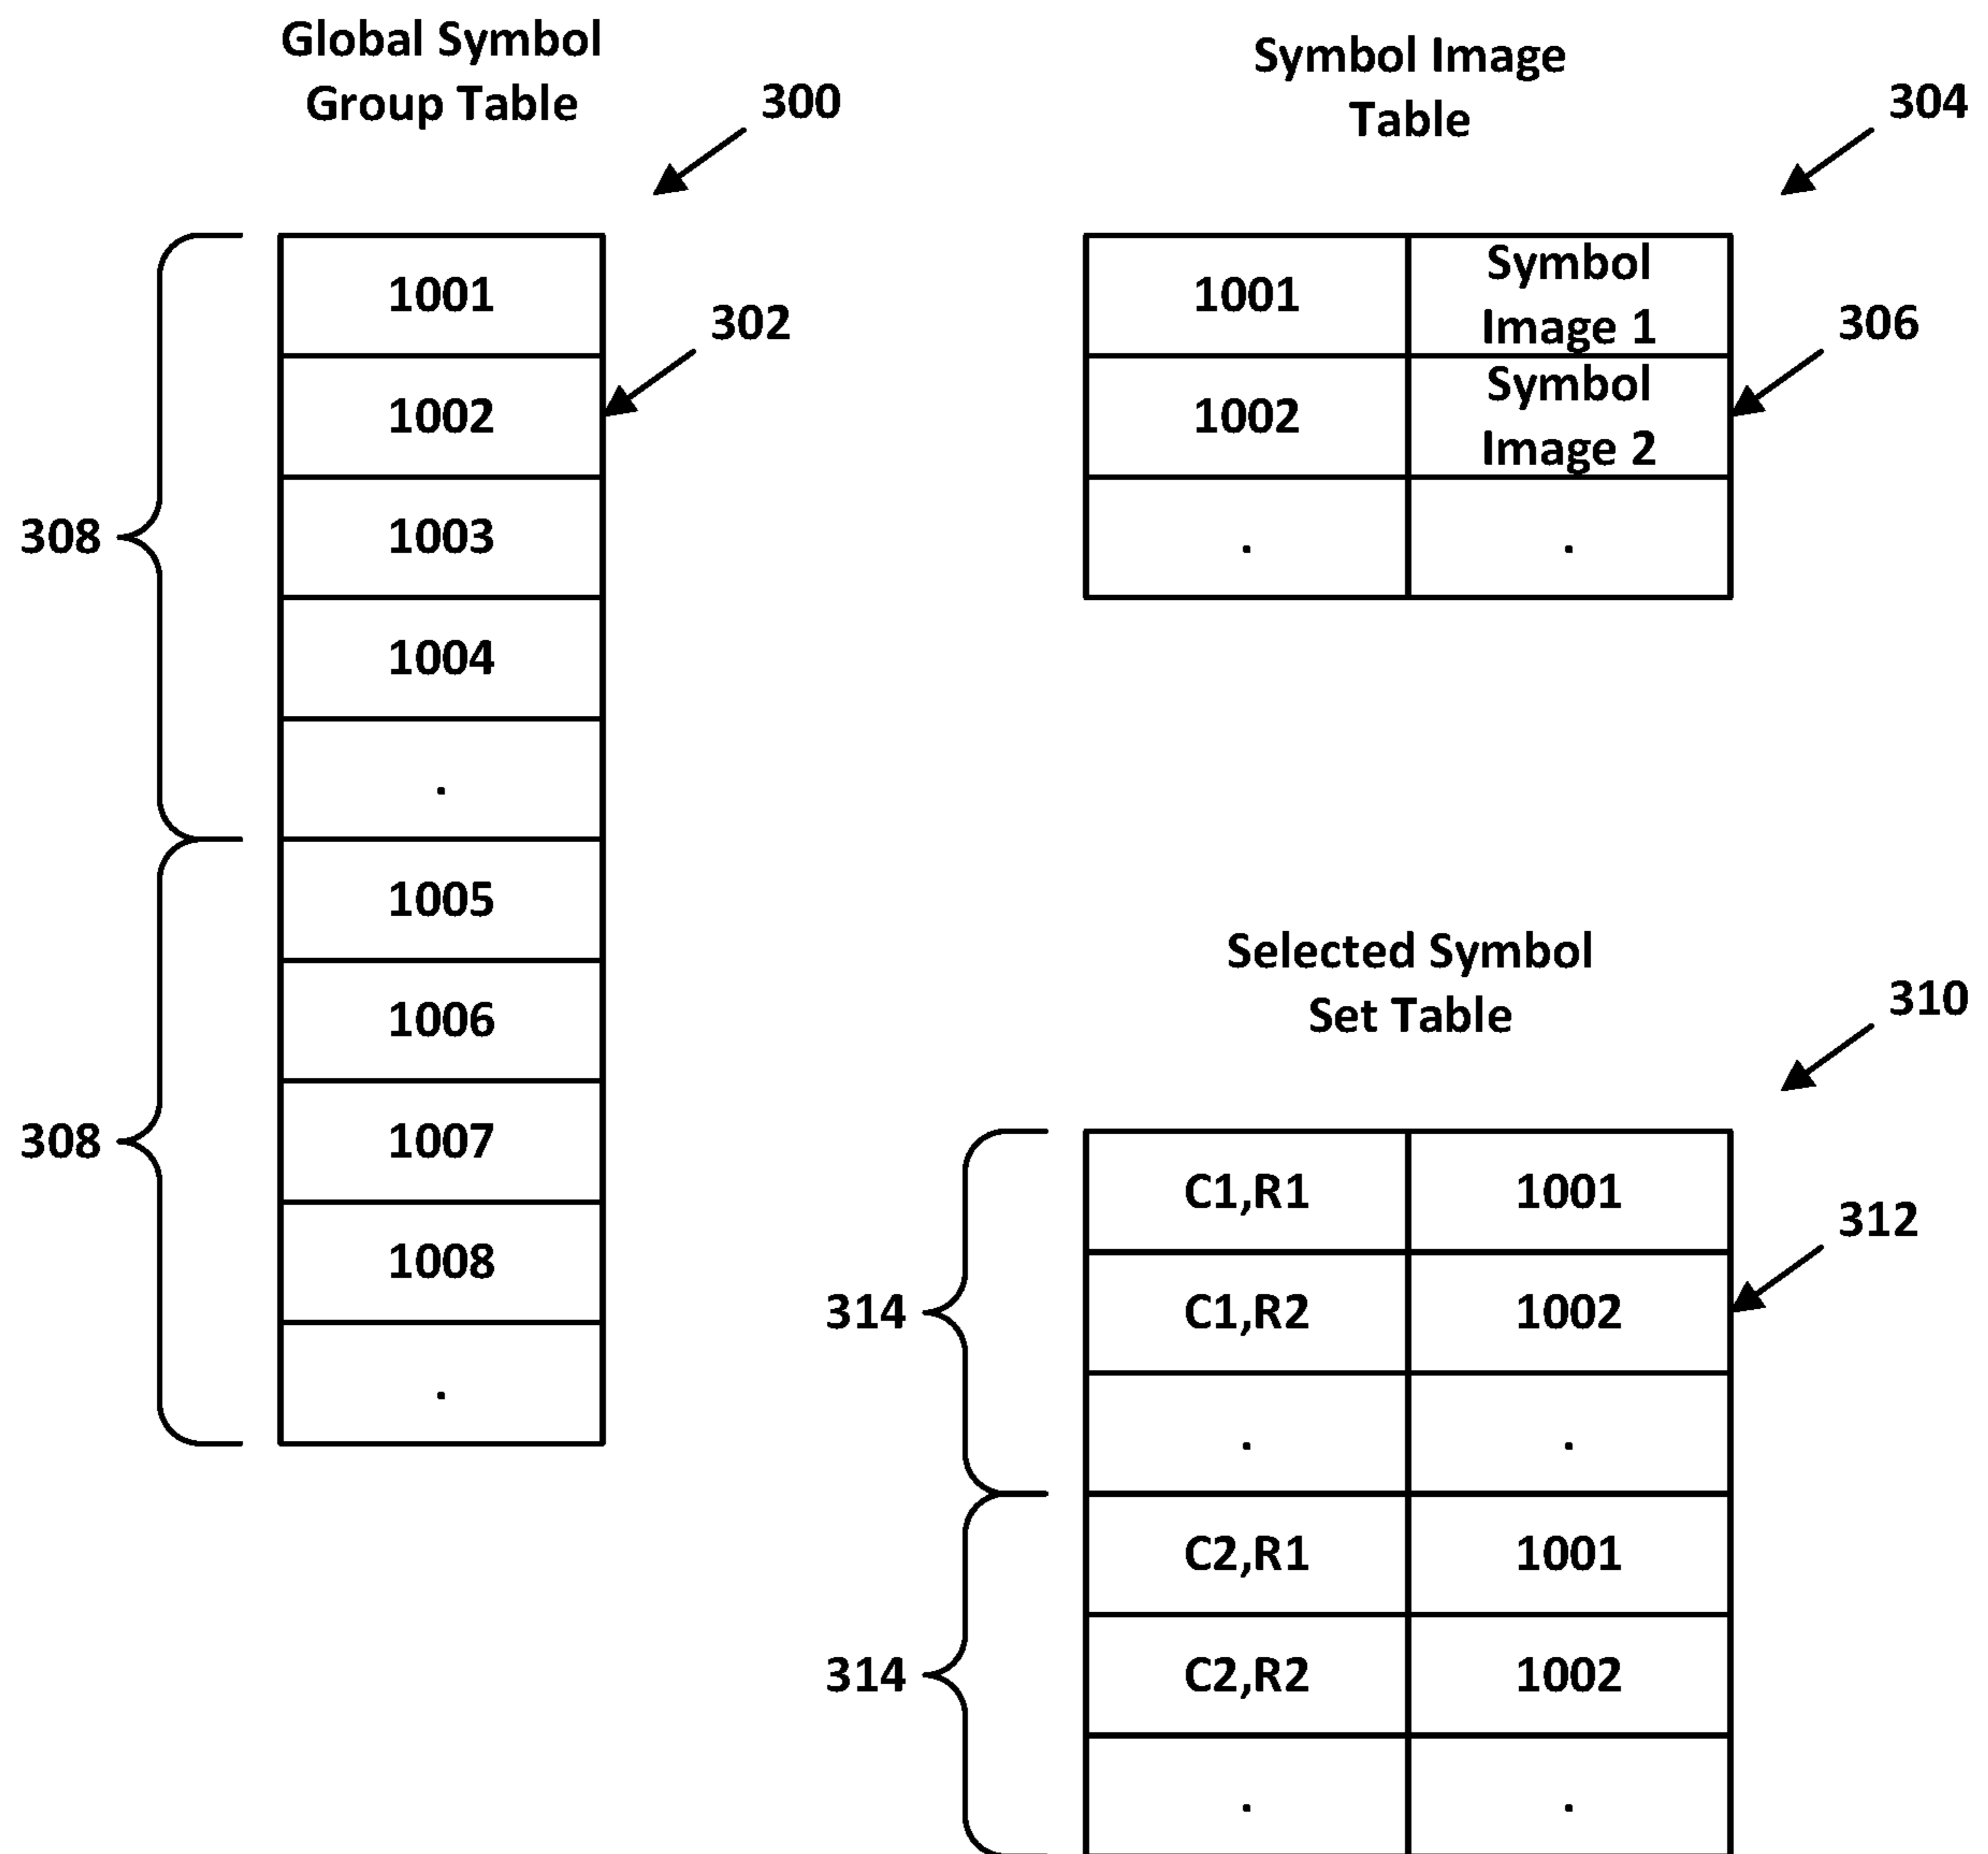 Global Symbol
Group Table
300
308
1001
1002
302
1003
1004
.
308
1005
1006
1007
1008
.
Symbol Image
Table
304
1001
Symbol
Image 1
1002
Symbol
Image 2
306
.
.
Selected Symbol
Set Table
310
314
C1,R1
1001
C1,R2
1002
312
.
.
314
C2,R1
1001
C2,R2
1002
.
.